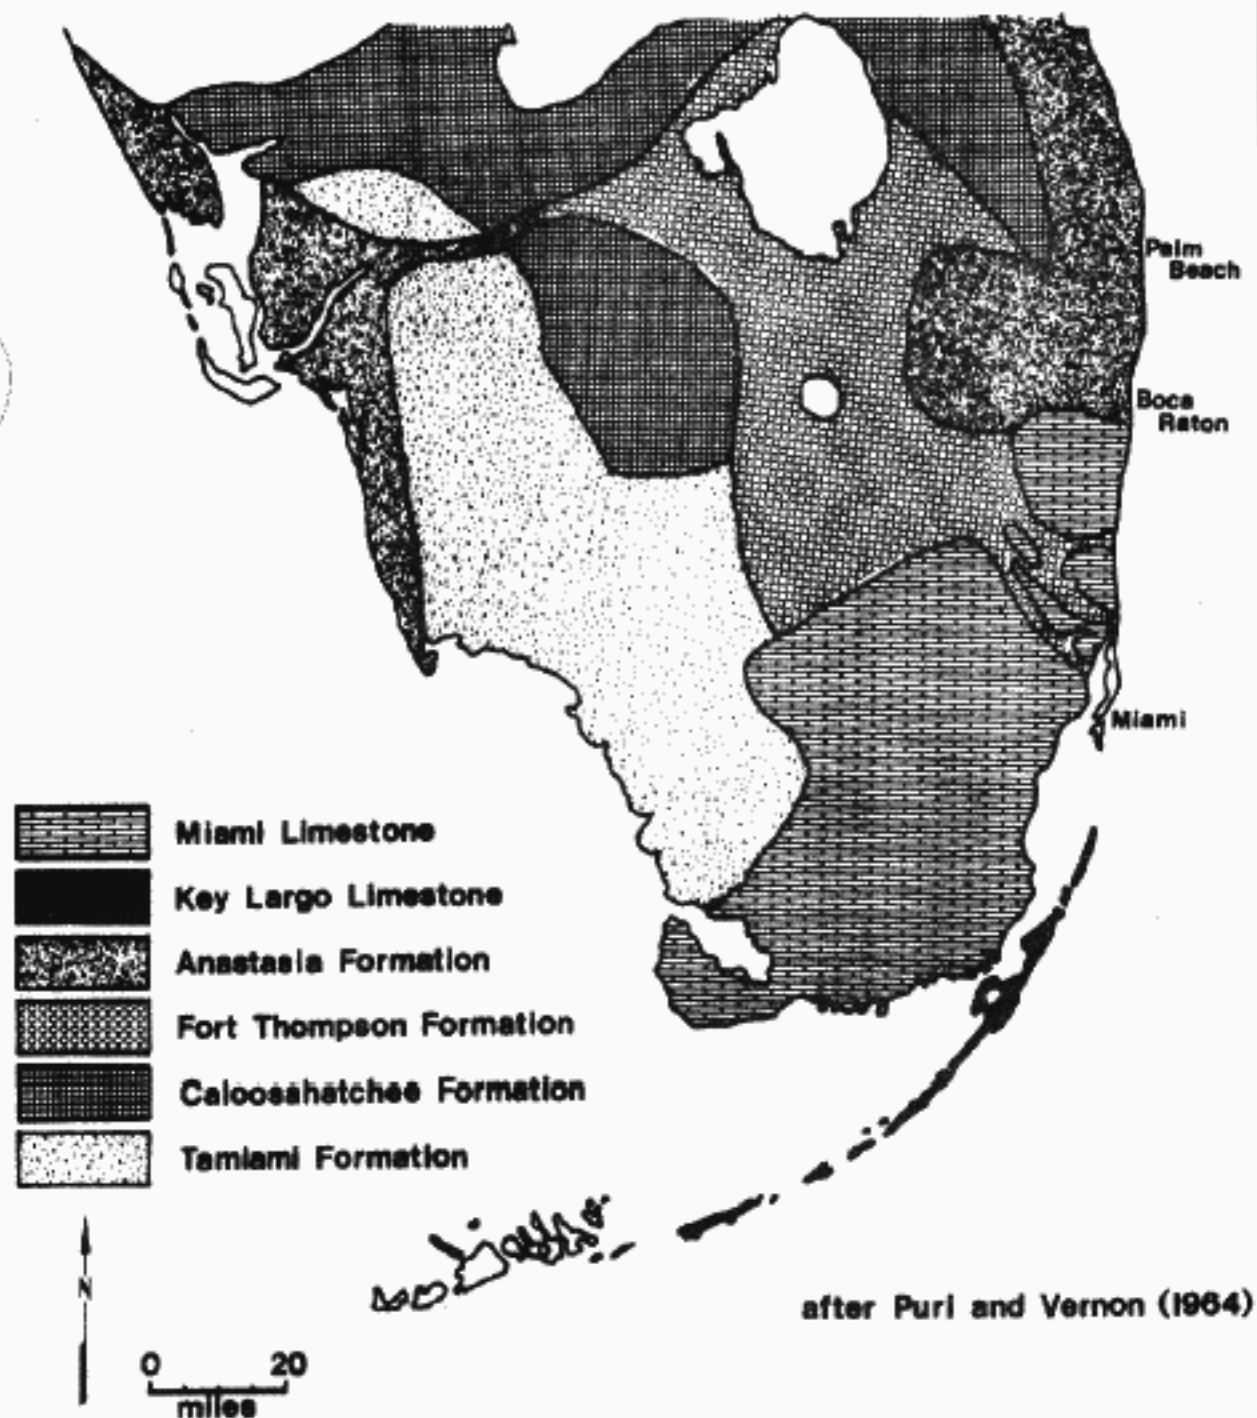 Palm
Beach
Boca
Raton
Miami
Miami Limestone
Key Largo Limestone
Anastasia Formation
Fort Thompson Formation
Caloosahatchee Formation
Tamiami Formation
N
0 20
miles
after Puri and Vernon (1964)